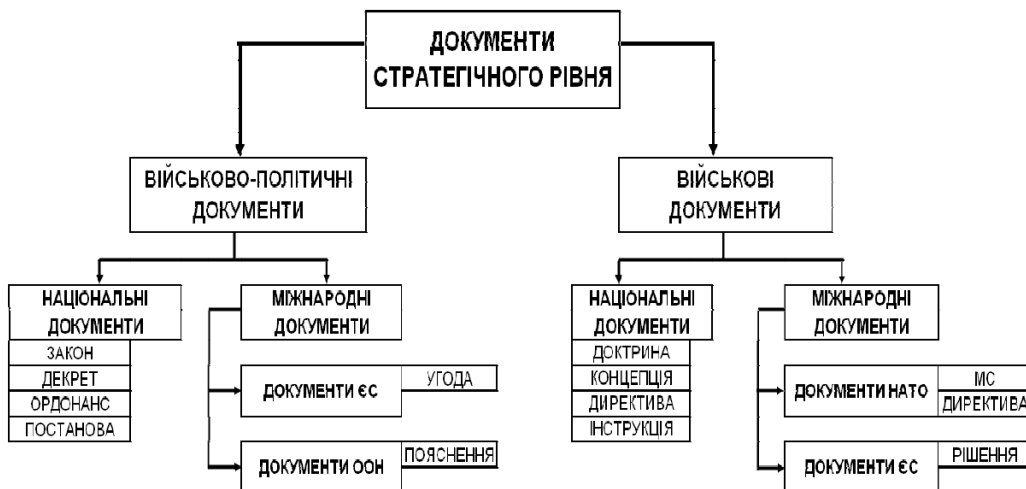 ДОКУМЕНТИ
СТРАТЕГІЧНОГО РІВНЯ
ВІЙСЬКОВО-ПОЛІТИЧНІ
ДОКУМЕНТИ
ВІЙСЬКОВІ
ДОКУМЕНТИ
НАЦІОНАЛЬНІ
ДОКУМЕНТИ
ЗАКОН
ДЕКРЕТ
ОРДОНАНС
ПОСТАНОВА
МІЖНАРОДНІ
ДОКУМЕНТИ
ДОКУМЕНТИ ЄС
УГОДА
ДОКУМЕНТИ ООН
ПОЯСНЕННЯ
НАЦІОНАЛЬНІ
ДОКУМЕНТИ
ДОКТРИНА
КОНЦЕПЦІЯ
ДИРЕКТИВА
ІНСТРУКЦІЯ
МІЖНАРОДНІ
ДОКУМЕНТИ
ДОКУМЕНТИ НАТО
МС
ДИРЕКТИВА
ДОКУМЕНТИ ЄС
РІШЕННЯ